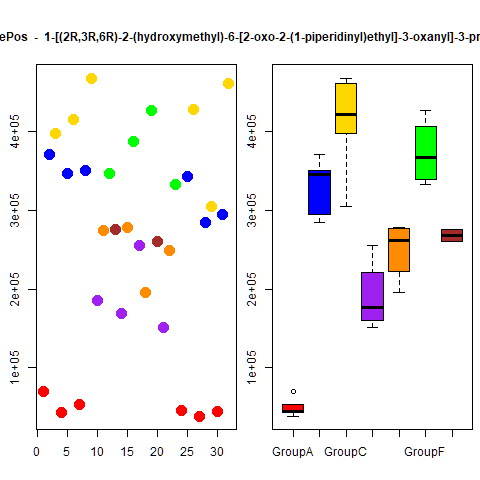 ePos - 1-[(2R,3R,6R)-2-(hydroxymethyl)-6-[2-oxo-2-(1-piperidinyl)ethyl]-3-oxanyl]-3-pr
1e+05 2e+05 3e+05 4e+05
0 5 10 15 20 25 30
1e+05 2e+05 3e+05 4e+05
GroupA GroupC GroupF